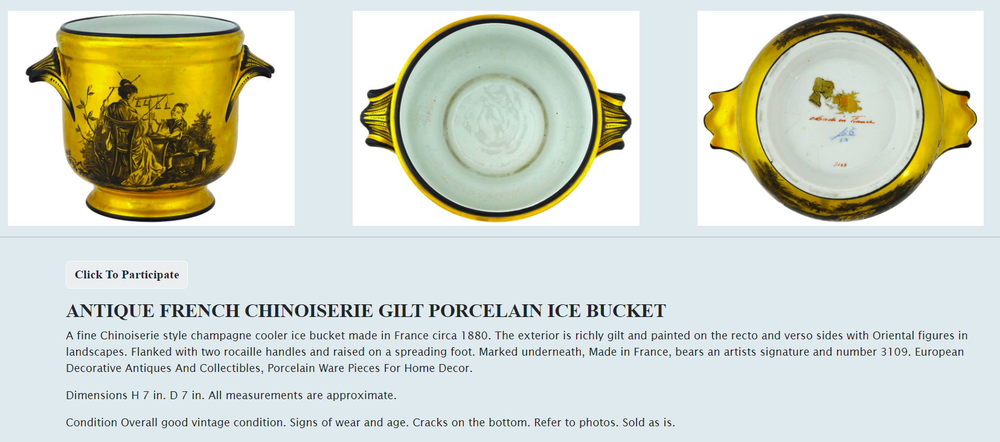 Made in France
Click To Participate
ANTIQUE FRENCH CHINOISERIE GILT PORCELAIN ICE BUCKET
A fine Chinoiserie style champagne cooler ice bucket made in France circa 1880. The exterior is richly gilt and painted on the recto and verso sides with Oriental figures in
landscapes. Flanked with two rocaille handles and raised on a spreading foot. Marked underneath, Made in France, bears an artists signature and number 3109. European
Decorative Antiques And Collectibles, Porcelain Ware Pieces For Home Decor.
Dimensions H 7 in. D 7 in. All measurements are approximate.
Condition Overall good vintage condition. Signs of wear and age. Cracks on the bottom. Refer to photos. Sold as is.